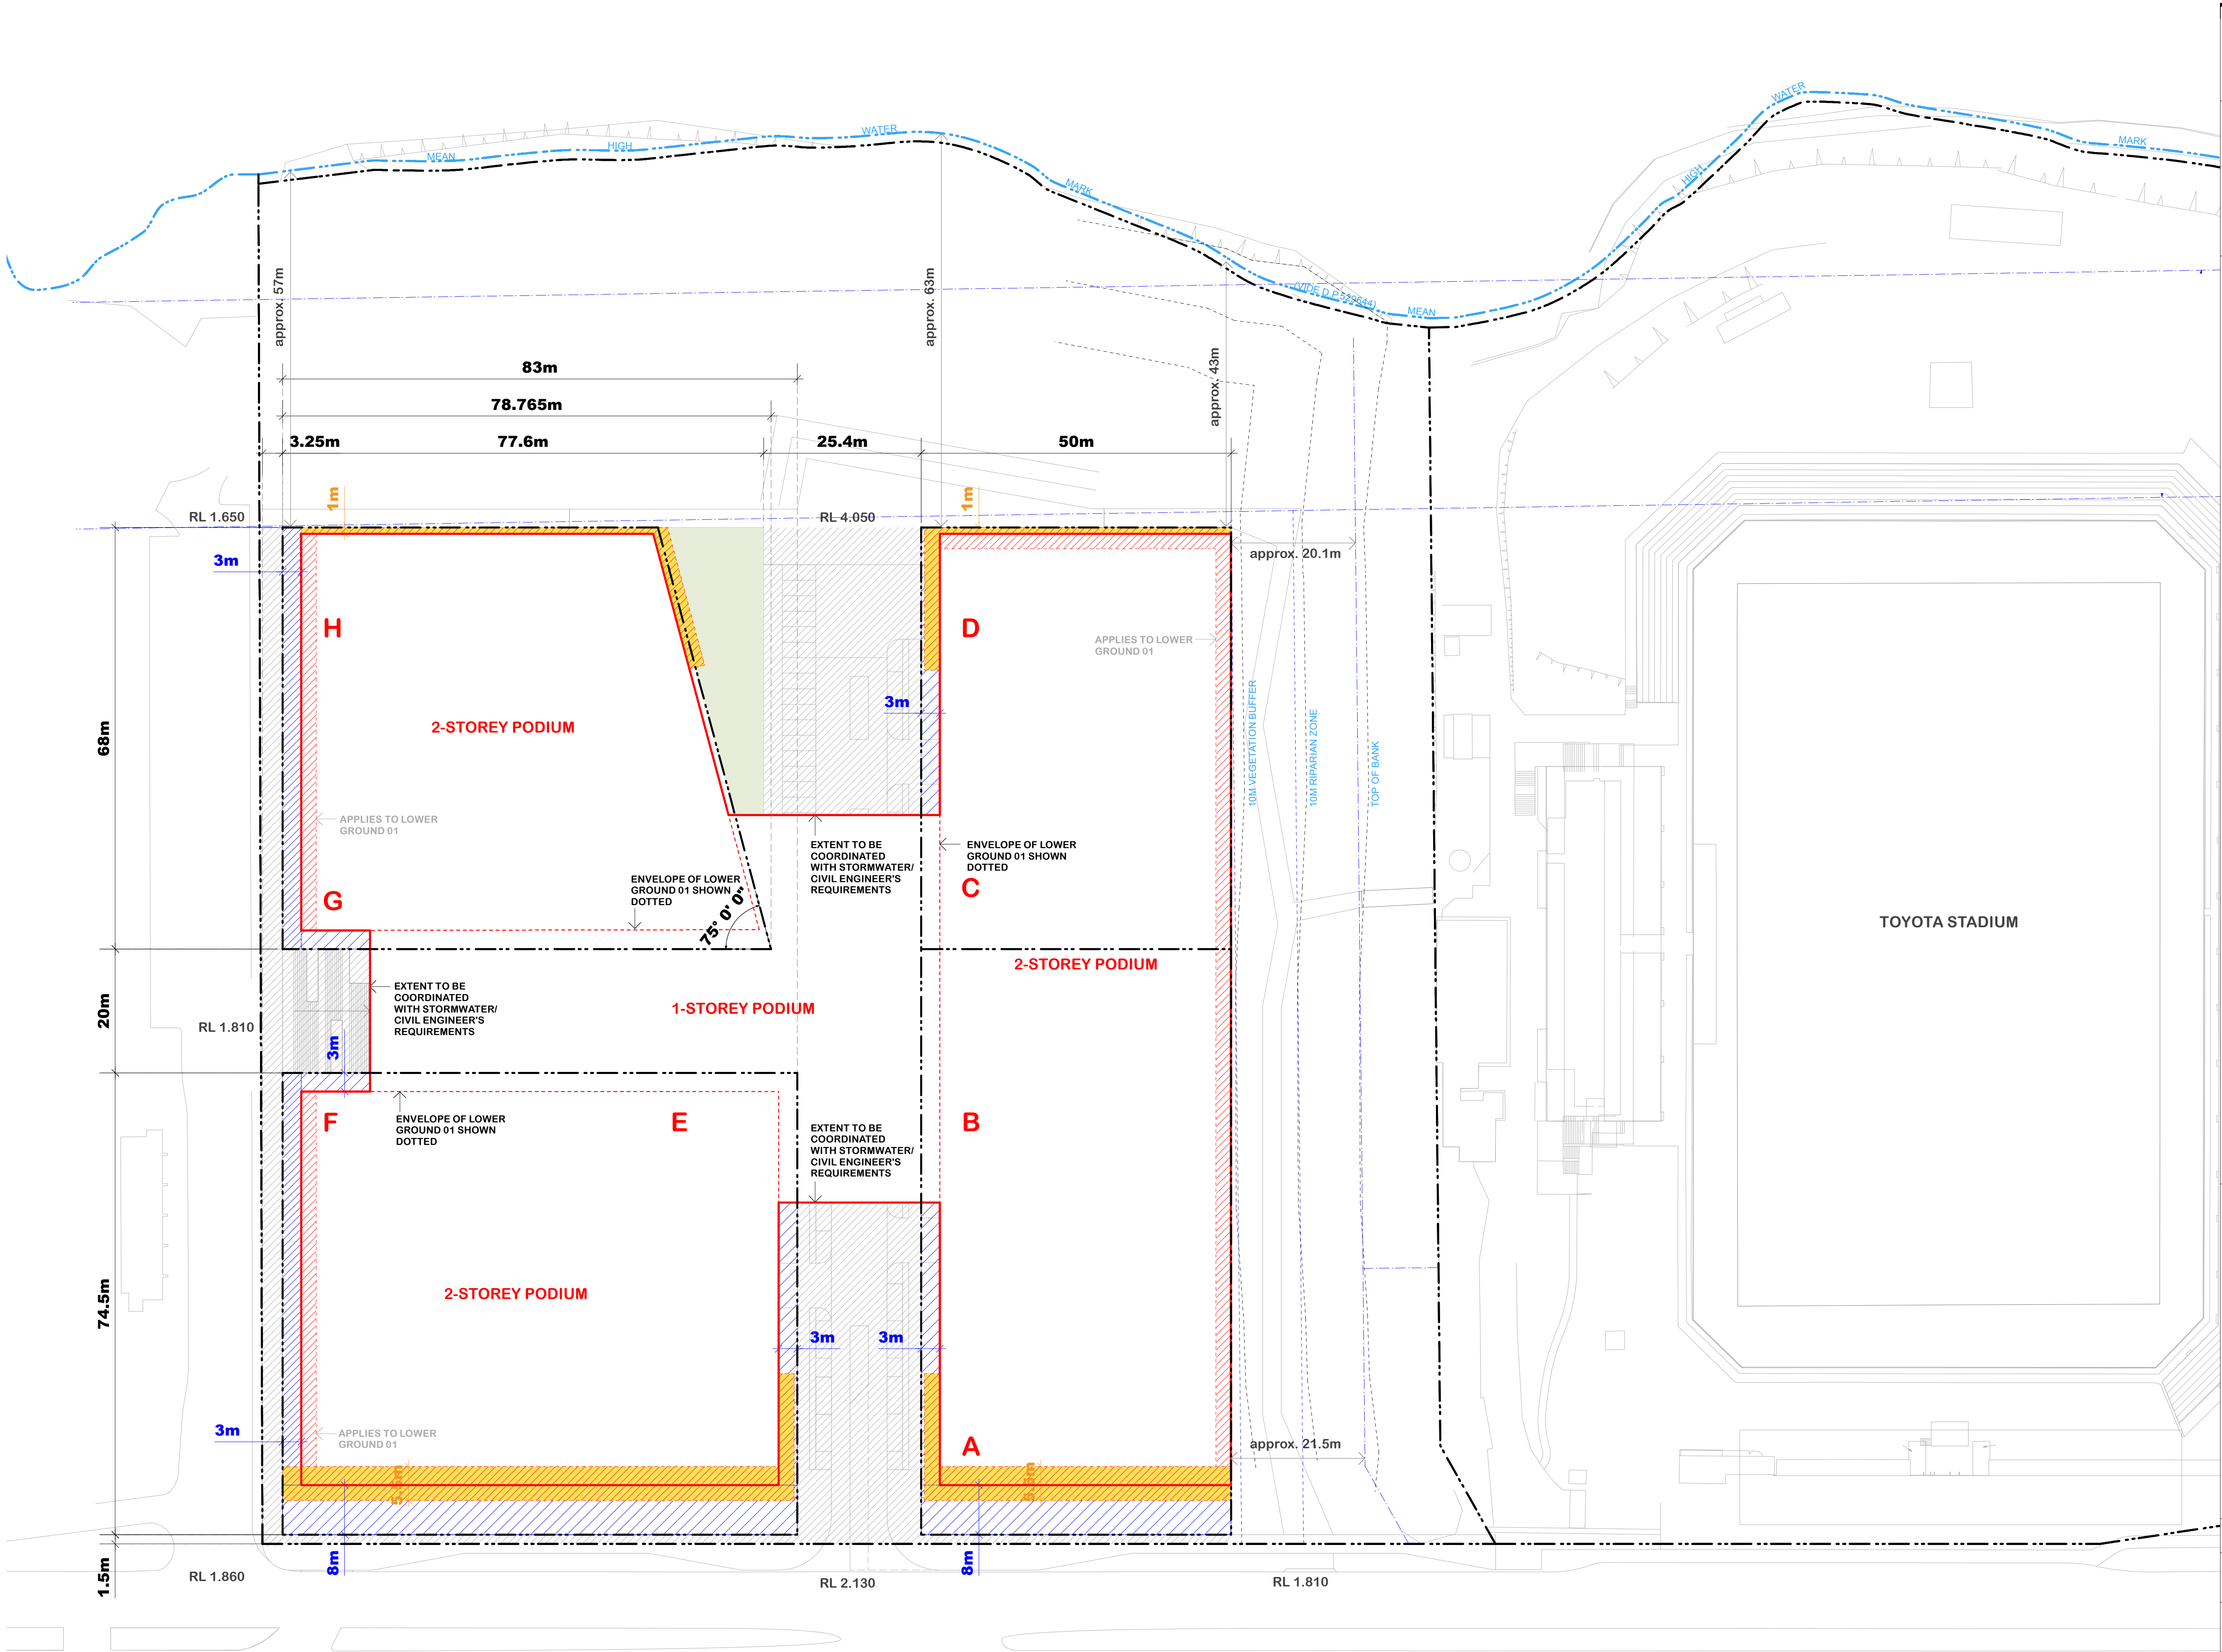 WATER
WATER
MARK
HIGH
MEAN
MARK
HIGH
approx. 57m
approx. 63m
(VIDE D.P.529644)
MEAN
approx. 43m
83m
78.765m
3.25m
77.6m
25.4m
50m
1m
1m
RL 1.650
RL 4.050
3m
approx. 20.1m
H
D
APPLIES TO LOWER
GROUND 01
68m
2-STOREY PODIUM
3m
10M VEGETATION BUFFER
10M RIPARIAN ZONE
TOP OF BANK
APPLIES TO LOWER
GROUND 01
EXTENT TO BE
COORDINATED
WITH STORMWATER/
CIVIL ENGINEER'S
REQUIREMENTS
ENVELOPE OF LOWER
GROUND 01 SHOWN
DOTTED
ENVELOPE OF LOWER
GROUND 01 SHOWN
DOTTED
75° 0' 0"
G
C
TOYOTA STADIUM
2-STOREY PODIUM
EXTENT TO BE
COORDINATED
WITH STORMWATER/
CIVIL ENGINEER'S
REQUIREMENTS
1-STOREY PODIUM
20m
RL 1.810
3m
F
ENVELOPE OF LOWER
GROUND 01 SHOWN
DOTTED
E
EXTENT TO BE
COORDINATED
WITH STORMWATER/
CIVIL ENGINEER'S
REQUIREMENTS
B
74.5m
2-STOREY PODIUM
3m
3m
3m
APPLIES TO LOWER
GROUND 01
A
approx. 21.5m
5.5m
5.5m
1.5m
8m
8m
RL 1.860
RL 2.130
RL 1.810